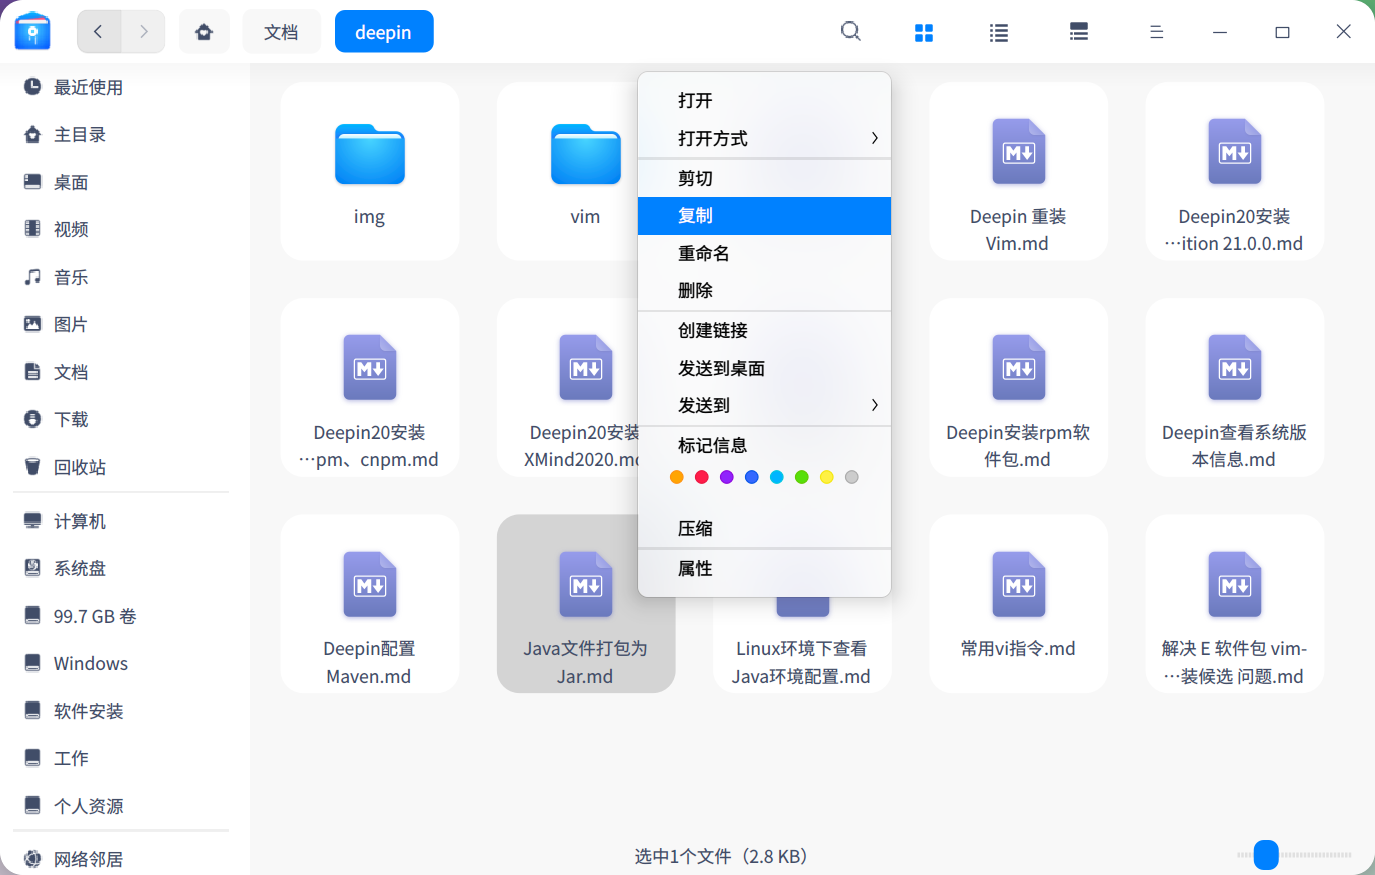 文档
deepin
最近使用
主目录
桌面
视频
音乐
图片
文档
下载
回收站
计算机
系统盘
99.7 GB 卷
Windows
软件安装
工作
个人资源
网络邻居
img
vim
Deepin 重装
Vim.md
Deepin20安装
···ition 21.0.0.md
Deepin20安装
···pm、cnpm.md
Deepin20安装
XMind2020.md
Deepin安装rpm软
件包.md
Deepin查看系统版
本信息.md
Deepin配置
Maven.md
Java文件打包为
Jar.md
Linux环境下查看
Java环境配置.md
常用vi指令.md
解决 E 软件包 vim-
···装候选 问题.md
打开
打开方式
剪切
复制
重命名
删除
创建链接
发送到桌面
发送到
标记信息
压缩
属性
选中1个文件（2.8 KB）